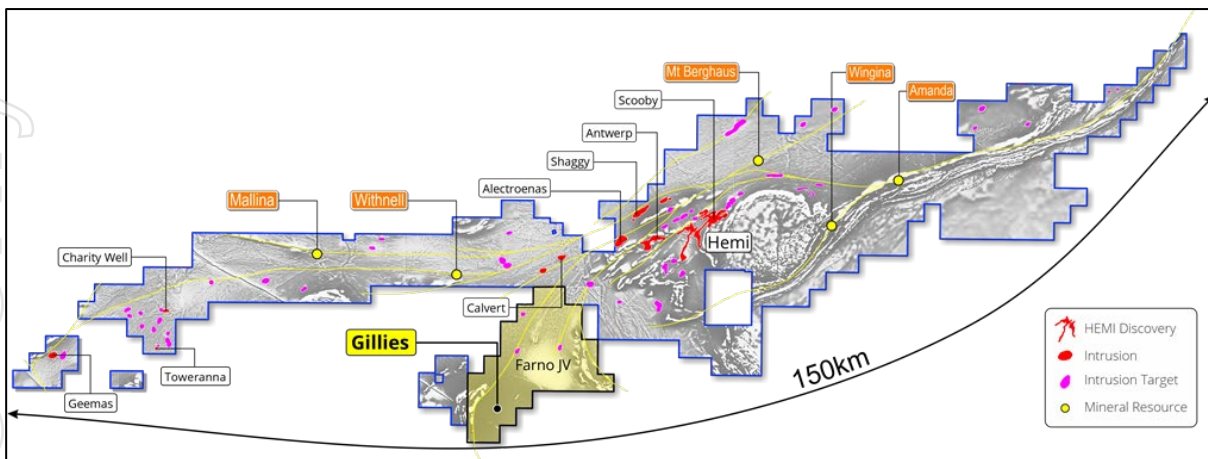 Mt Berghaus
Wingina
Scooby
Amanda
Antwerp
Shaggy
Alectroenas
Mallina
Withnell
Hemi
Charity Well
Calvert
Gillies
Farno JV
Toweranna
Geemas
150km
HEMI Discovery
Intrusion
Intrusion Target
Mineral Resource